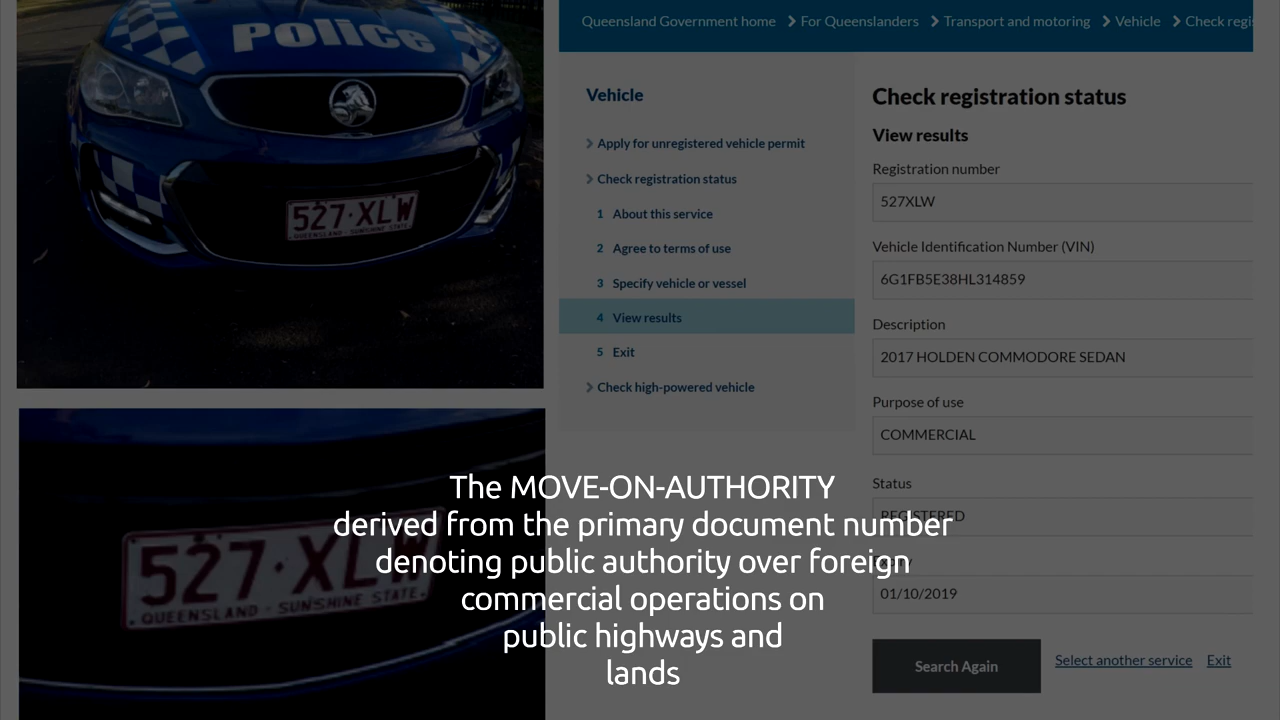 Police
527·XLW
QUEENSLAND - SUNSHINE STATE
527·XLW
QUEENSLAND - SUNSHINE STATE
Queensland Government home > For Queenslanders > Transport and motoring > Vehicle > Check regis
Vehicle
Apply for unregistered vehicle permit
Check registration status
1 About this service
2 Agree to terms of use
3 Specify vehicle or vessel
4 View results
5 Exit
Check high-powered vehicle
Check registration status
View results
Registration number
527XLW
Vehicle Identification Number (VIN)
6G1FB5E38HL314859
Description
2017 HOLDEN COMMODORE SEDAN
Purpose of use
COMMERCIAL
Status
REGISTERED
Expiry
01/10/2019
Search Again
Select another service
Exit
The MOVE-ON-AUTHORITY
derived from the primary document number
denoting public authority over foreign
commercial operations on
public highways and
lands